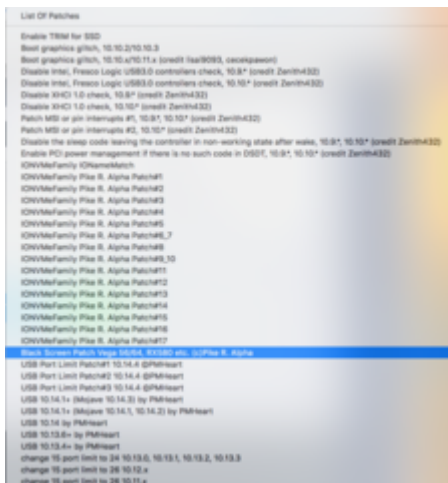 List Of Patches
Enable TRIM for SSD
Boot graphics glitch, 10.10.2/10.10.3
Boot graphics glitch, 10.10.x/10.11.x (credit lisai9093, cecekpawon)
Disable Intel, Fresco Logic USB3.0 controllers check, 10.9.* (credit Zenith432)
Disable Intel, Fresco Logic USB3.0 controllers check, 10.10.* (credit Zenith432)
Disable XHCI 1.0 check, 10.9.* (credit Zenith432)
Disable XHCI 1.0 check, 10.10.* (credit Zenith432)
Patch MSI or pin interrupts #1, 10.9.*, 10.10.* (credit Zenith432)
Patch MSI or pin interrupts #2, 10.10.* (credit Zenith432)
Disable the sleep code leaving the controller in non-working state after wake, 10.9.*, 10.10.* (credit Zenith432)
Enable PCI power management if there is no such code in DSDT, 10.9.*, 10.10.* (credit Zenith432)
IONVMeFamily IONameMatch
IONVMeFamily Pike R. Alpha Patch#1
IONVMeFamily Pike R. Alpha Patch#2
IONVMeFamily Pike R. Alpha Patch#3
IONVMeFamily Pike R. Alpha Patch#4
IONVMeFamily Pike R. Alpha Patch#5
IONVMeFamily Pike R. Alpha Patch#6_7
IONVMeFamily Pike R. Alpha Patch#8
IONVMeFamily Pike R. Alpha Patch#9_10
IONVMeFamily Pike R. Alpha Patch#11
IONVMeFamily Pike R. Alpha Patch#12
IONVMeFamily Pike R. Alpha Patch#13
IONVMeFamily Pike R. Alpha Patch#14
IONVMeFamily Pike R. Alpha Patch#15
IONVMeFamily Pike R. Alpha Patch#16
IONVMeFamily Pike R. Alpha Patch#17
Black Screen Patch Vega 56/64, RX580 etc. (c)Pike R. Alpha
USB Port Limit Patch#1 10.14.4 @PMHeart
USB Port Limit Patch#2 10.14.4 @PMHeart
USB Port Limit Patch#3 10.14.4 @PMHeart
USB 10.14.1+ (Mojave 10.14.3) by PMHeart
USB 10.14.1+ (Mojave 10.14.1, 10.14.2) by PMHeart
USB 10.14 by PMHeart
USB 10.13.6+ by PMHeart
USB 10.13.4+ by PMHeart
change 15 port limit to 24 10.13.0, 10.13.1, 10.13.2, 10.13.3
change 15 port limit to 26 10.12.x
change 15 port limit to 26 10.11.x